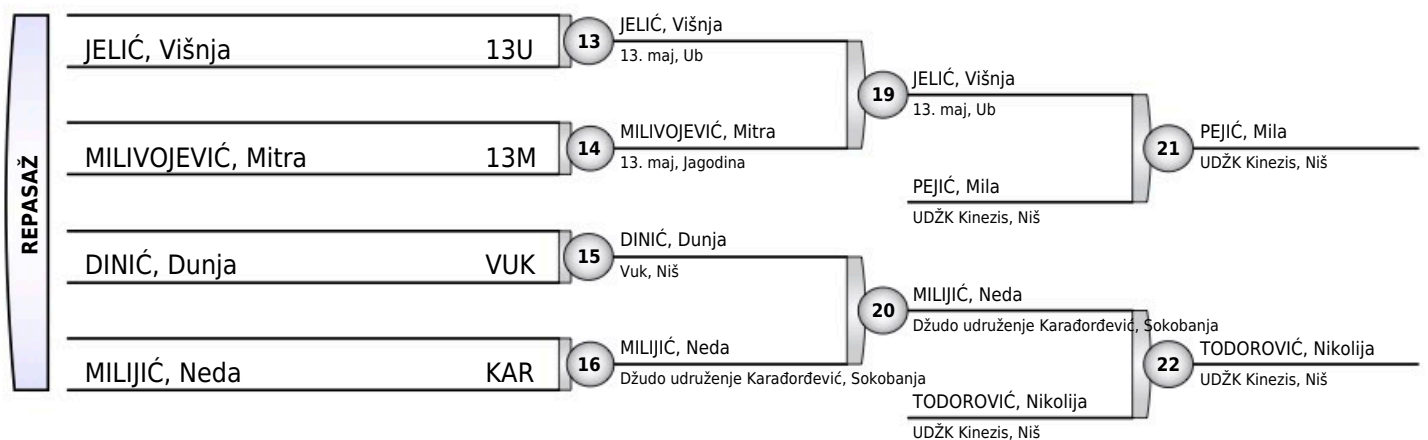 REPASAŽ
JELIĆ, Višnja 13U
13
JELIĆ, Višnja
13. maj, Ub
MILIVOJEVIĆ, Mitra 13M
14
MILIVOJEVIĆ, Mitra
13. maj, Jagodina
19
JELIĆ, Višnja
13. maj, Ub
PEJIĆ, Mila
UDŽK Kinezis, Niš
21
PEJIĆ, Mila
UDŽK Kinezis, Niš
DINIĆ, Dunja VUK
15
DINIĆ, Dunja
Vuk, Niš
MILIJIĆ, Neda KAR
16
MILIJIĆ, Neda
Džudo udruženje Karađorđević, Sokobanja
20
MILIJIĆ, Neda
Džudo udruženje Karađorđević, Sokobanja
TODOROVIĆ, Nikolija
UDŽK Kinezis, Niš
22
TODOROVIĆ, Nikolija
UDŽK Kinezis, Niš